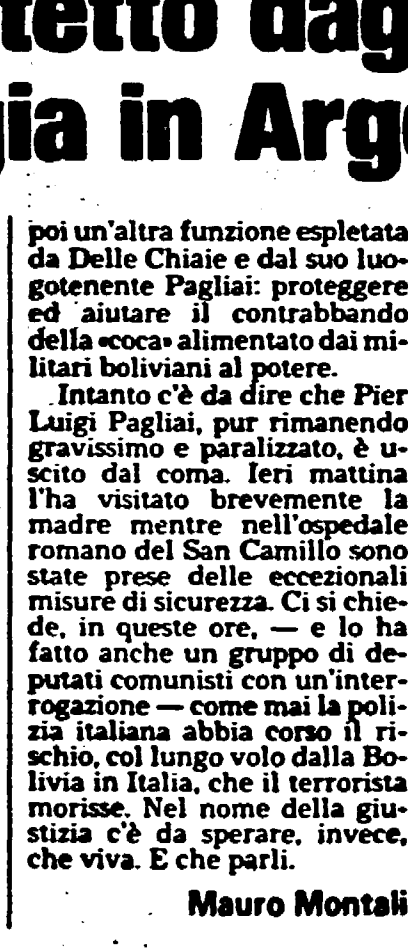 tetto dag
gia in Arg
poi un'altra funzione espletata
da Delle Chiaie e dal suo luo-
gotenente Pagliai: proteggere
ed aiutare il contrabbando
della «coca» alimentato dai mi-
litari boliviani al potere.
Intanto c'è da dire che Pier
Luigi Pagliai, pur rimanendo
gravissimo e paralizzato, è u-
scito dal coma. Ieri mattina
l'ha visitato brevemente la
madre mentre nell'ospedale
romano del San Camillo sono
state prese delle eccezionali
misure di sicurezza. Ci si chie-
de, in queste ore, — e lo ha
fatto anche un gruppo di de-
putati comunisti con un'inter-
rogazione — come mai la poli-
zia italiana abbia corso il ri-
schio, col lungo volo dalla Bo-
livia in Italia, che il terrorista
morisse. Nel nome della giu-
stizia c'è da sperare, invece,
che viva. E che parli.
Mauro Montali